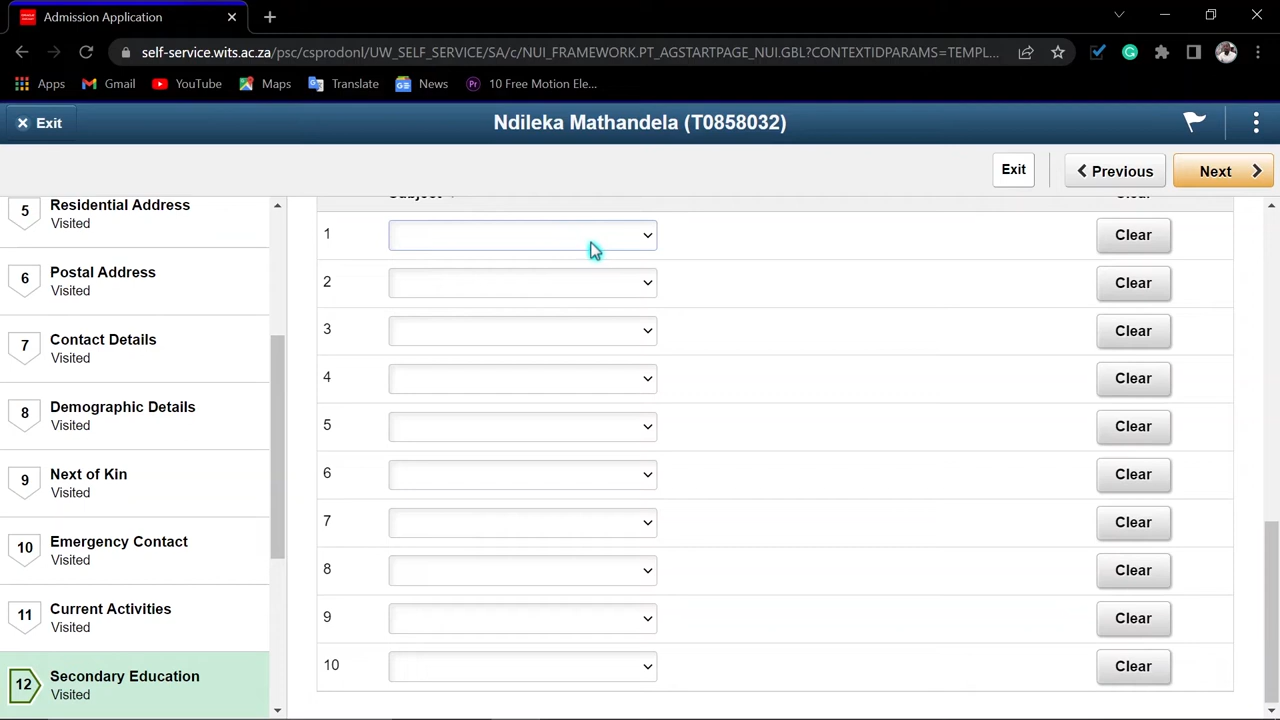 Admission Application
self-service.wits.ac.za/psc/csprodonl/UW_SELF_SERVICE/SA/c/NUI_FRAMEWORK.PT_AGSTARTPAGE_NUI.GBL?CONTEXTIDPARAMS=TEMPL...
Apps Gmail YouTube Maps Translate News Pr 10 Free Motion Ele...
Exit Ndileka Mathandela (T0858032)
Exit Previous Next
5 Residential Address
Visited
6 Postal Address
Visited
7 Contact Details
Visited
8 Demographic Details
Visited
9 Next of Kin
Visited
10 Emergency Contact
Visited
11 Current Activities
Visited
12 Secondary Education
Visited
Subject Clear
1 Clear
2 Clear
3 Clear
4 Clear
5 Clear
6 Clear
7 Clear
8 Clear
9 Clear
10 Clear